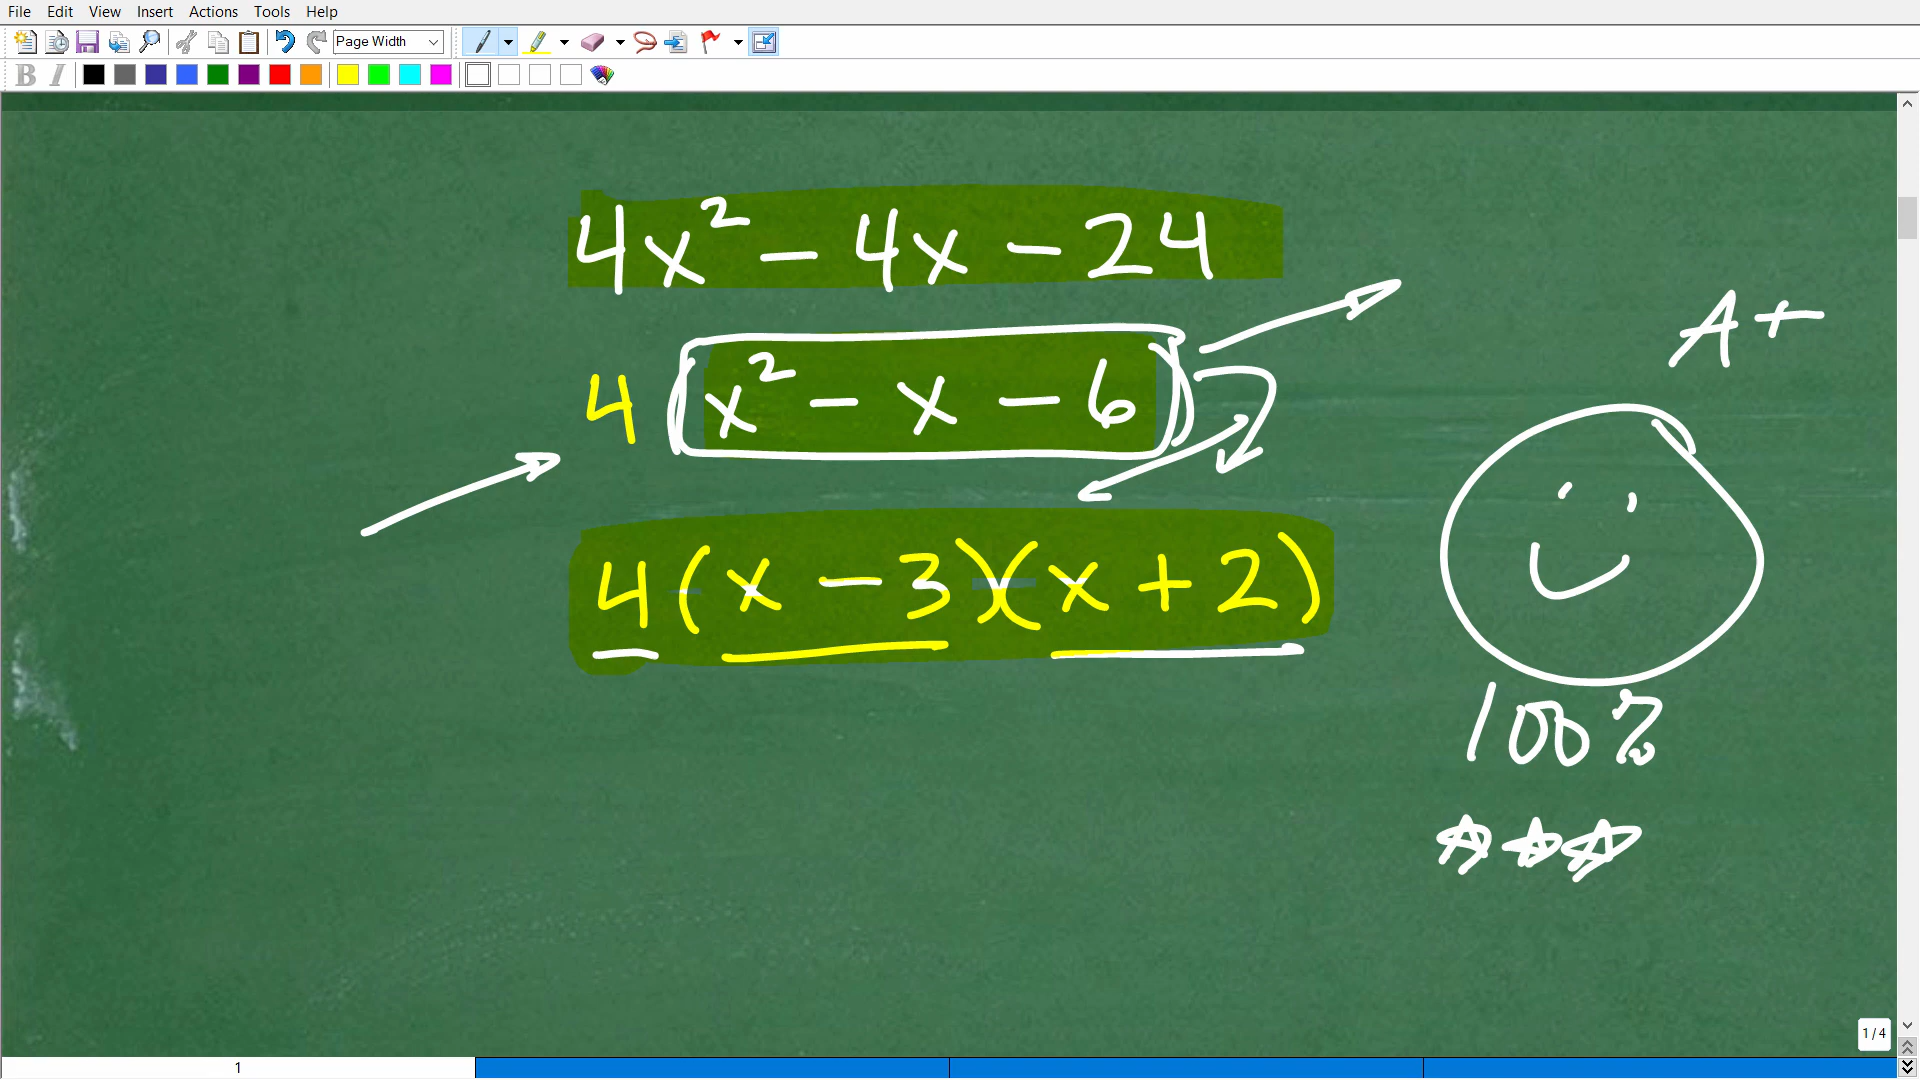 File Edit View Insert Actions Tools Help
Page Width
B I
4x² - 4x - 24
A+
4 (x² - x - 6)
4(x - 3)(x + 2)
100%
1 / 4
1